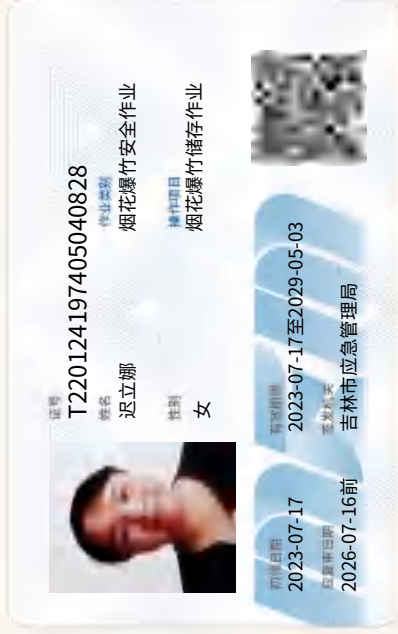 证号
T220124197405040828
姓名
迟立娜
作业类别
烟花爆竹安全作业
性别
女
操作项目
烟花爆竹储存作业
初领日期
2023-07-17
有效期限
2023-07-17至2029-05-03
应复审日期
2026-07-16前
签发机关
吉林市应急管理局